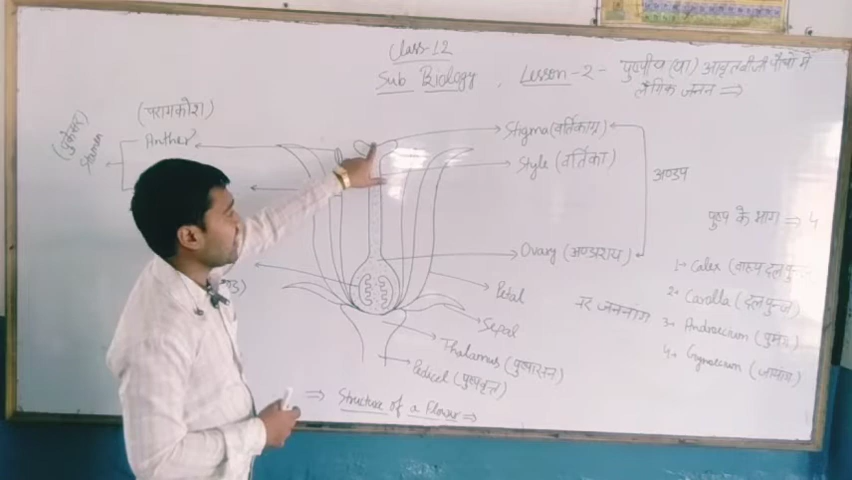 Class-12
Sub Biology, Lesson-2- पुष्पीय (या) आवृतबीजी पौधों में
लैंगिक जनन ⇒
(परागकोश)
Anther
(पुंकेसर)
Stamen
Stigma (वर्तिकाग्र)
Style (वर्तिका)
अण्डप
Ovary (अण्डाशय)
Petal
Sepal
Thalamus (पुष्पासन)
Pedicel (पुष्पवृन्त)
नर जननांग
पुष्प के भाग ⇒ 4
1- Calex (वाह्य दलपुन्ज
2- Carolla (दलपुन्ज)
3- Androecium (पुमंग)
4- Gynoecium (जायांग)
⇒ Structure of a Flower ⇒